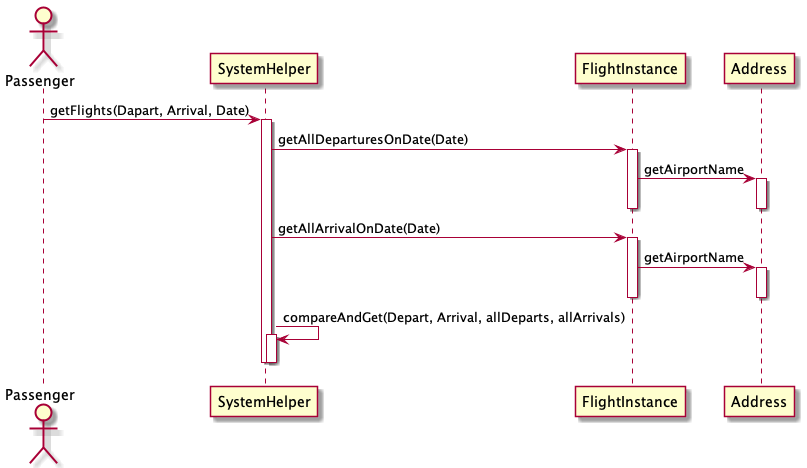 Passenger
SystemHelper
FlightInstance
Address
getFlights(Dapart, Arrival, Date)
getAllDeparturesOnDate(Date)
getAirportName
getAllArrivalOnDate(Date)
getAirportName
compareAndGet(Depart, Arrival, allDeparts, allArrivals)
Passenger
SystemHelper
FlightInstance
Address